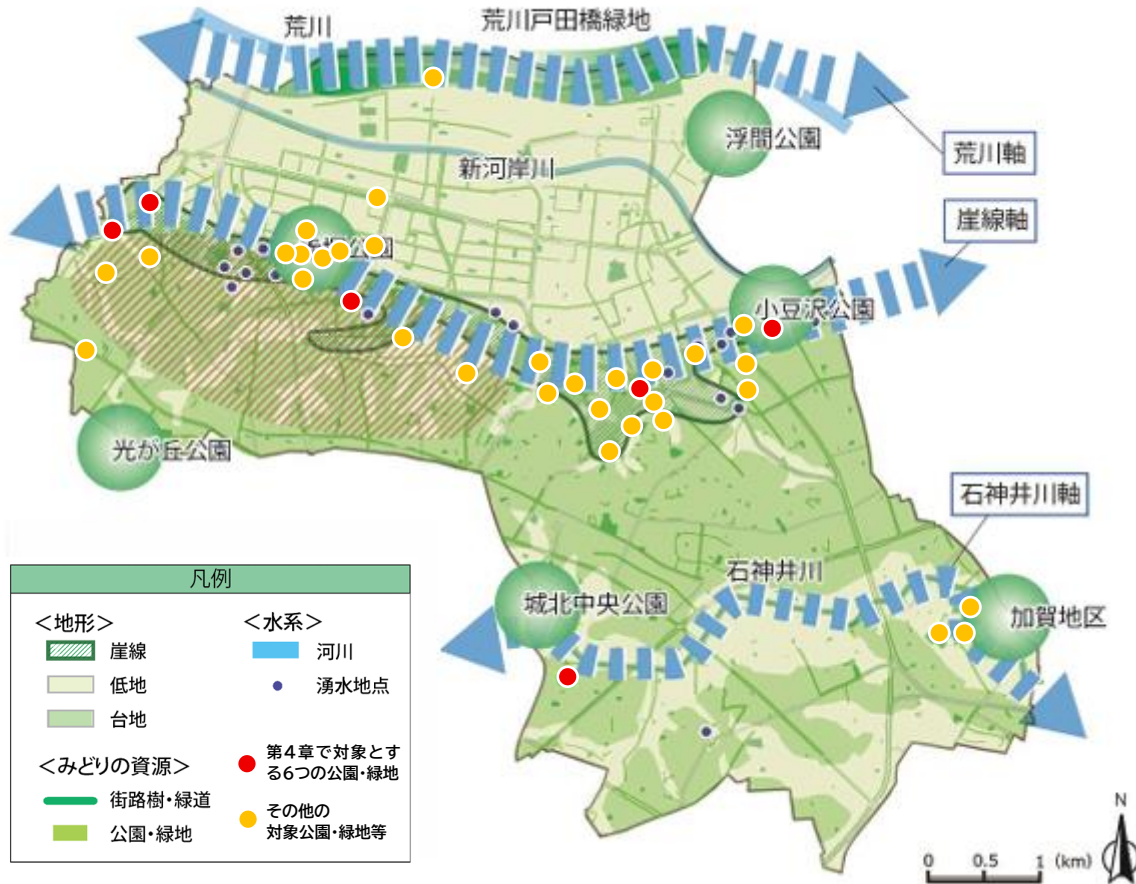 荒川
荒川戸田橋緑地
浮間公園
荒川軸
新河岸川
崖線軸
公園
小豆沢公園
光が丘公園
石神井川軸
石神井川
城北中央公園
加賀地区
凡例
＜地形＞
崖線
低地
台地
＜水系＞
河川
湧水地点
＜みどりの資源＞
街路樹・緑道
公園・緑地
第4章で対象とす
る6つの公園・緑地
その他の
対象公園・緑地等
N
0 0.5 1 (km)